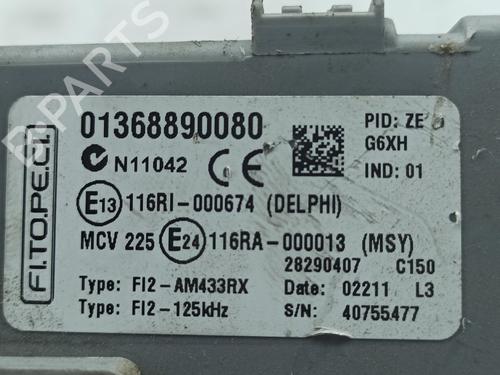 B-PARTS
01368890080
PID: ZE
G6XH
N11042 CE
IND: 01
E13 116RI-000674 (DELPHI)
MCV 225 E24 116RA-000013 (MSY)
28290407 C150
Type: FI2-AM433RX Date: 02211 L3
Type: FI2-125kHz S/N: 40755477
FI.TO.PE.CI.